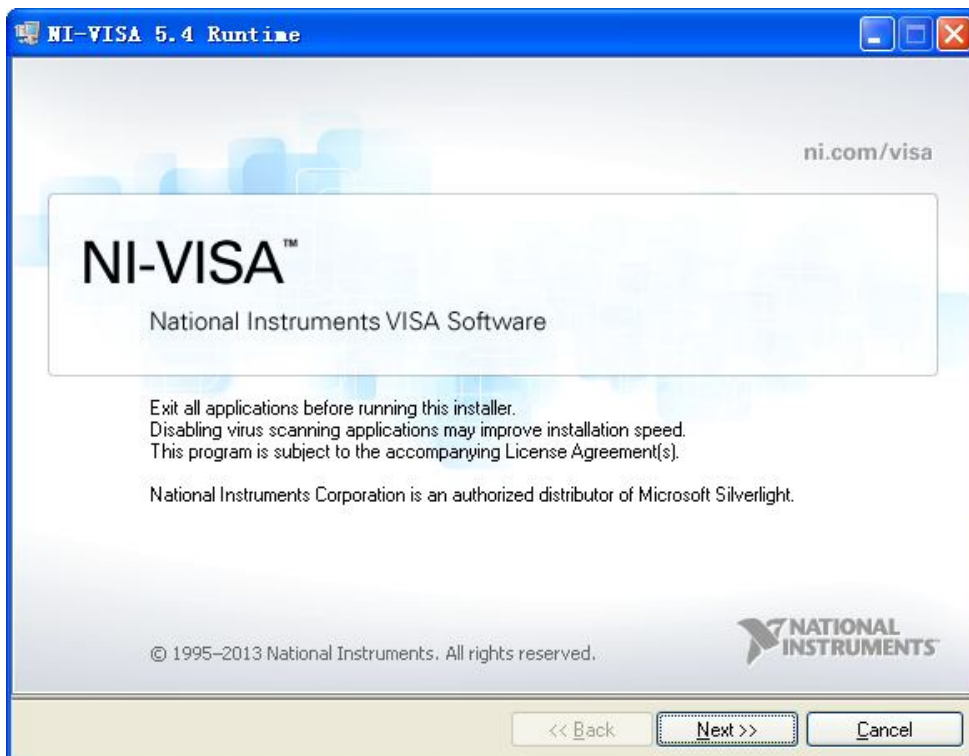 NI-VISA 5.4 Runtime
ni.com/visa
NI-VISA™
National Instruments VISA Software
Exit all applications before running this installer.
Disabling virus scanning applications may improve installation speed.
This program is subject to the accompanying License Agreement(s).
National Instruments Corporation is an authorized distributor of Microsoft Silverlight.
© 1995–2013 National Instruments. All rights reserved.
NATIONAL
INSTRUMENTS
<< Back
Next >>
Cancel